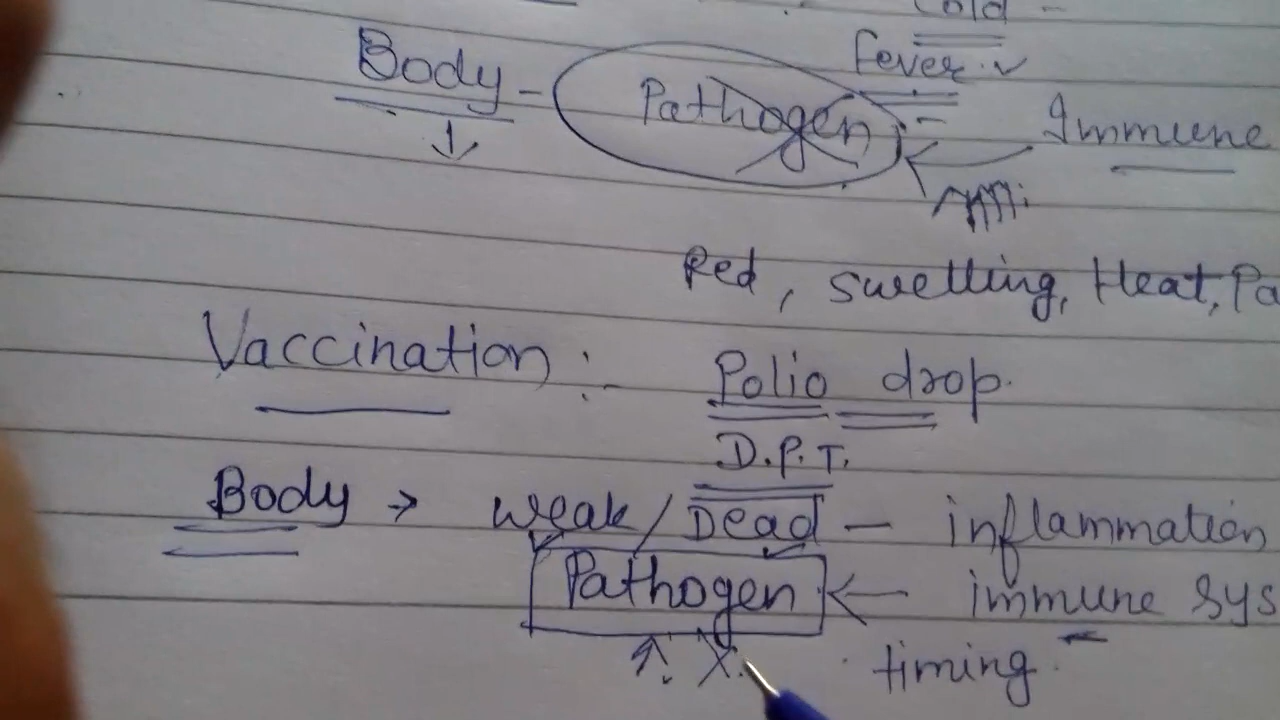 Cold -
Fever
Body - Pathogen
Immune
Red, swelling, Heat, Pa
Vaccination :- Polio drop.
D.P.T.
Body → weak/Dead - inflammation
Pathogen ← immune sys
timing